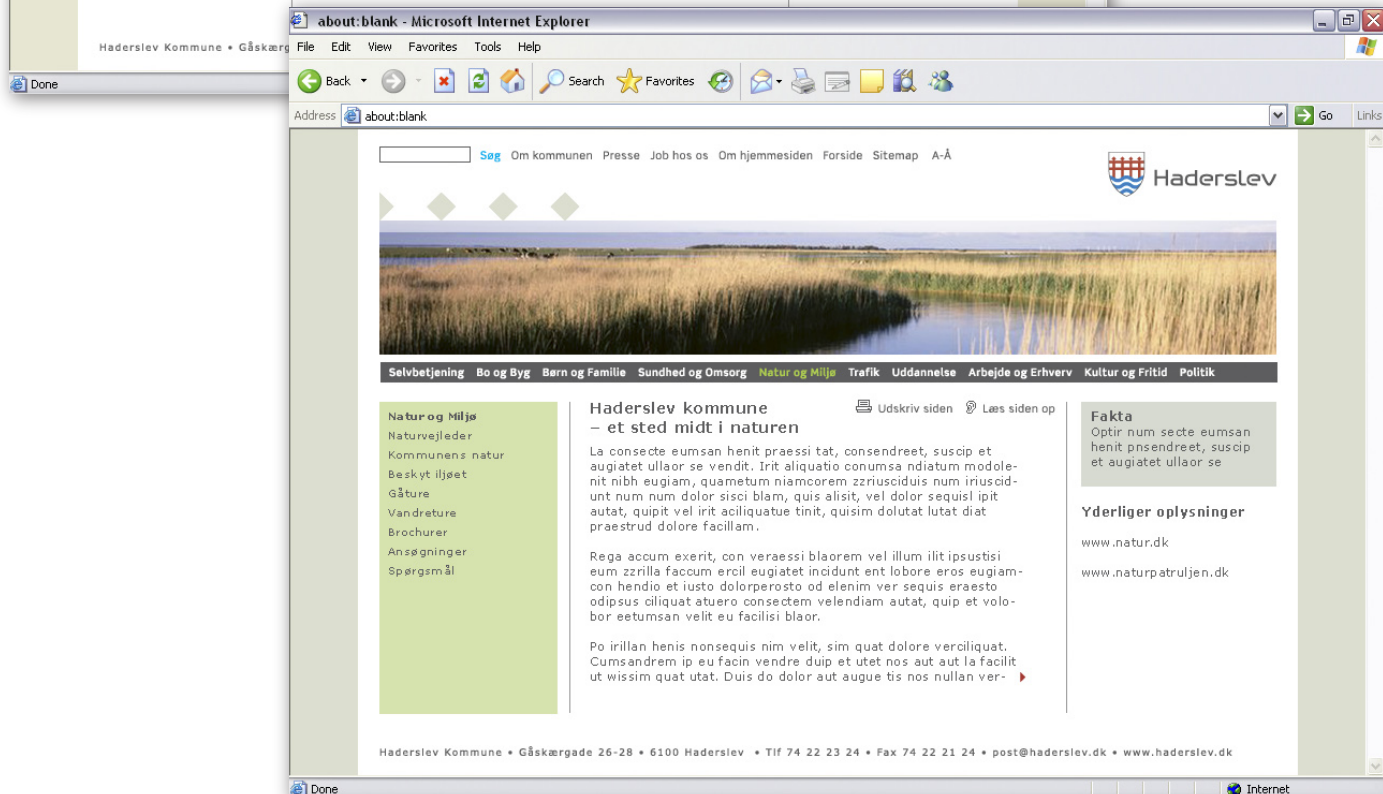 Haderslev Kommune • Gåskærg
Done
about:blank - Microsoft Internet Explorer
File Edit View Favorites Tools Help
Back Search Favorites
Address about:blank Go Links
Søg Om kommunen Presse Job hos os Om hjemmesiden Forside Sitemap A-Å
Haderslev
Selvbetjening Bo og Byg Børn og Familie Sundhed og Omsorg Natur og Miljø Trafik Uddannelse Arbejde og Erhverv Kultur og Fritid Politik
Natur og Miljø
Naturvejleder
Kommunens natur
Beskyt iljøet
Gåture
Vandreture
Brochurer
Ansøgninger
Spørgsmål
Udskriv siden Læs siden op
Haderslev kommune
– et sted midt i naturen
La consecte eumsan henit praessi tat, consendreet, suscip et
augiatet ullaor se vendit. Irit aliquatio conumsa ndiatum modole-
nit nibh eugiam, quametum niamcorem zzriusciduis num iriuscid-
unt num num dolor sisci blam, quis alisit, vel dolor sequisl ipit
autat, quipit vel irit aciliquatue tinit, quisim dolutat lutat diat
praestrud dolore facillam.
Rega accum exerit, con veraessi blaorem vel illum ilit ipsustisi
eum zzrilla faccum ercil eugiatet incidunt ent lobore eros eugiam-
con hendio et iusto dolorperosto od elenim ver sequis eraesto
odipsus ciliquat atuero consectem velendiam autat, quip et volo-
bor eetumsan velit eu facilisi blaor.
Po irillan henis nonsequis nim velit, sim quat dolore verciliquat.
Cumsandrem ip eu facin vendre duip et utet nos aut aut la facilit
ut wissim quat utat. Duis do dolor aut augue tis nos nullan ver-
Fakta
Optir num secte eumsan
henit pnsendreet, suscip
et augiatet ullaor se
Yderliger oplysninger
www.natur.dk
www.naturpatruljen.dk
Haderslev Kommune • Gåskærgade 26-28 • 6100 Haderslev • Tlf 74 22 23 24 • Fax 74 22 21 24 • post@haderslev.dk • www.haderslev.dk
Done Internet